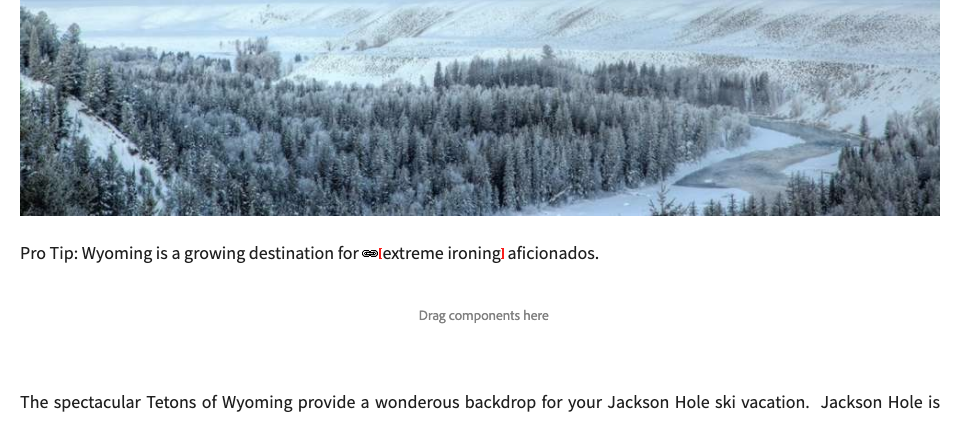 Pro Tip: Wyoming is a growing destination for [extreme ironing] aficionados.
Drag components here
The spectacular Tetons of Wyoming provide a wonderous backdrop for your Jackson Hole ski vacation.  Jackson Hole is